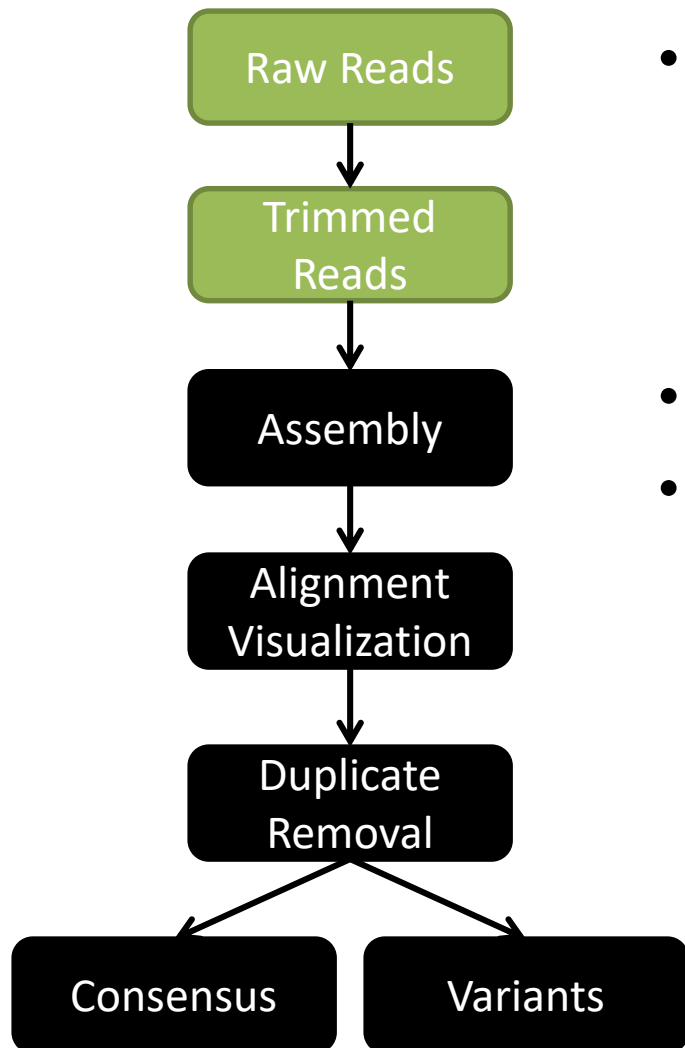 Raw Reads
•
Trimmed
Reads
Assembly
•
•
Alignment
Visualization
Duplicate
Removal
Consensus
Variants